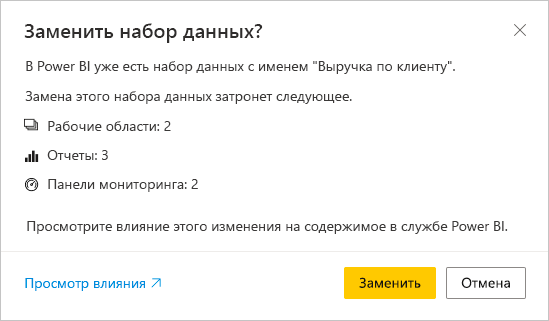 Заменить набор данных?
В Power BI уже есть набор данных с именем "Выручка по клиенту".
Замена этого набора данных затронет следующее.
Рабочие области: 2
Отчеты: 3
Панели мониторинга: 2
Просмотрите влияние этого изменения на содержимое в службе Power BI.
Просмотр влияния
Заменить
Отмена